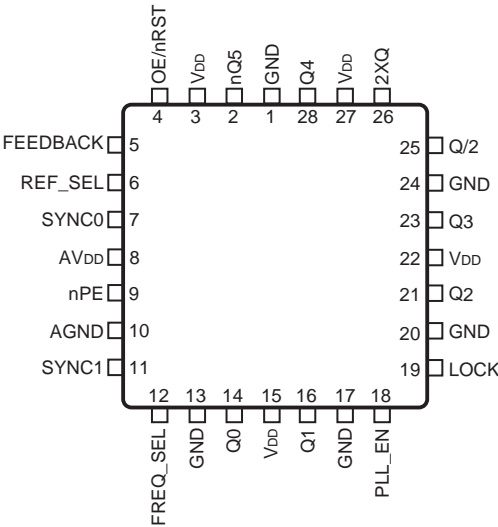 OE/nRST
VDD
nQ5
GND
Q4
VDD
2XQ
4
3
2
1
28
27
26
FEEDBACK 5
REF_SEL 6
SYNC0 7
AVDD 8
nPE 9
AGND 10
SYNC1 11
25 Q/2
24 GND
23 Q3
22 VDD
21 Q2
20 GND
19 LOCK
12
13
14
15
16
17
18
FREQ_SEL
GND
Q0
VDD
Q1
GND
PLL_EN